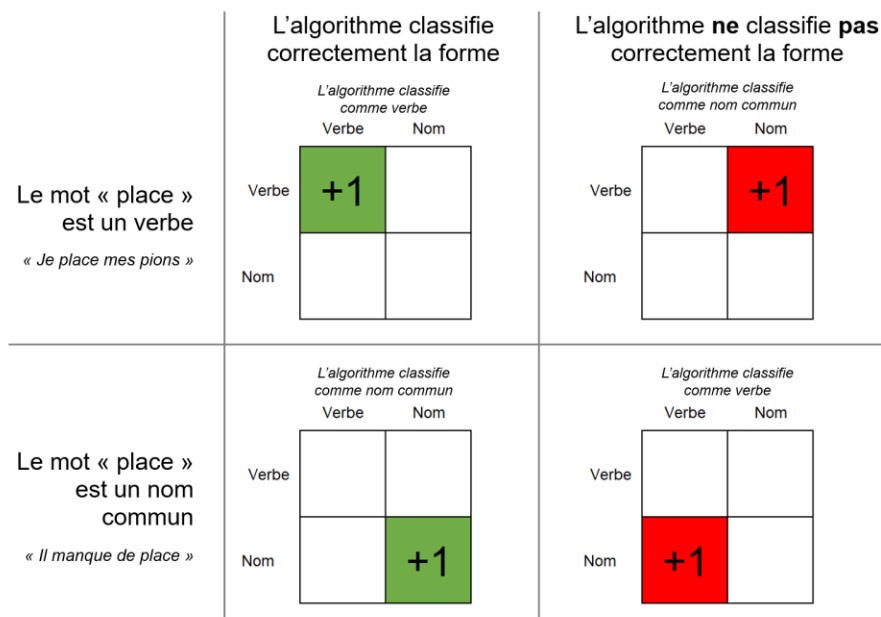 L'algorithme classifie
correctement la forme
L'algorithme ne classifie pas
correctement la forme
Le mot « place »
est un verbe
« Je place mes pions »
L'algorithme classifie
comme verbe
Verbe Nom
Verbe +1
Nom
L'algorithme classifie
comme nom commun
Verbe Nom
Verbe +1
Nom
Le mot « place »
est un nom
commun
« Il manque de place »
L'algorithme classifie
comme nom commun
Verbe Nom
Verbe
Nom +1
L'algorithme classifie
comme verbe
Verbe Nom
Verbe
Nom +1